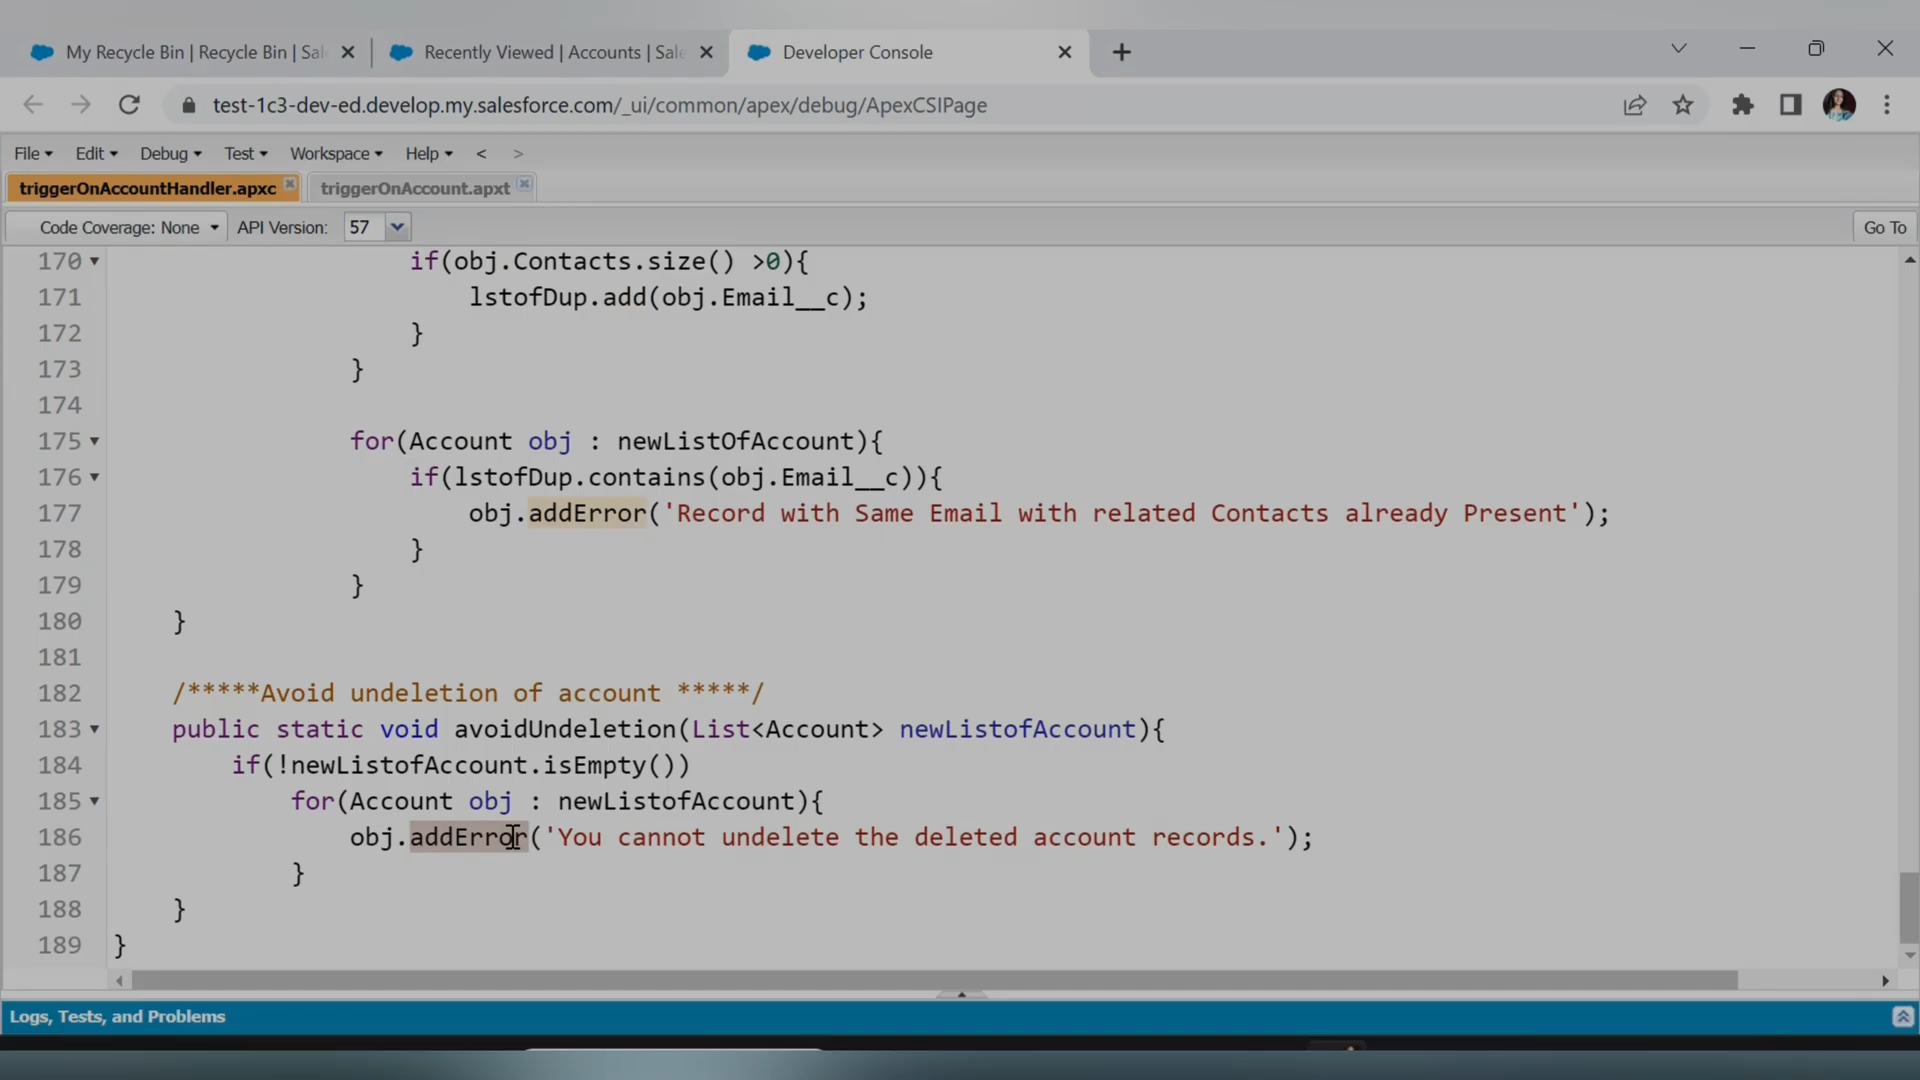 My Recycle Bin | Recycle Bin | Sal
Recently Viewed | Accounts | Sale
Developer Console
test-1c3-dev-ed.develop.my.salesforce.com/_ui/common/apex/debug/ApexCSIPage
File Edit Debug Test Workspace Help < >
triggerOnAccountHandler.apxc triggerOnAccount.apxt
Code Coverage: None API Version: 57 Go To
170 if(obj.Contacts.size() >0){
171 lstofDup.add(obj.Email__c);
172 }
173 }
174
175 for(Account obj : newListOfAccount){
176 if(lstofDup.contains(obj.Email__c)){
177 obj.addError('Record with Same Email with related Contacts already Present');
178 }
179 }
180 }
181
182 /*****Avoid undeletion of account *****/
183 public static void avoidUndeletion(List<Account> newListofAccount){
184 if(!newListofAccount.isEmpty())
185 for(Account obj : newListofAccount){
186 obj.addError('You cannot undelete the deleted account records.');
187 }
188 }
189 }
Logs, Tests, and Problems